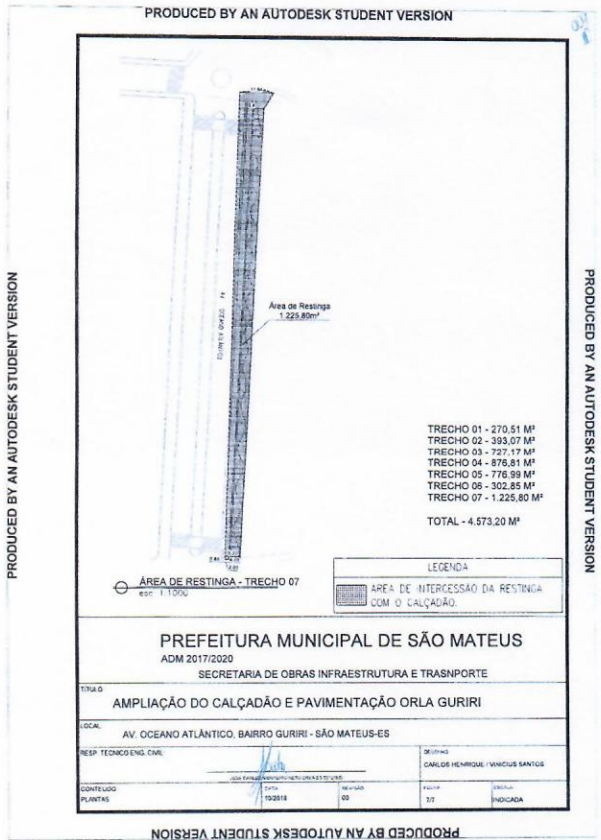 PRODUCED BY AN AUTODESK STUDENT VERSION
PRODUCED BY AN AUTODESK STUDENT VERSION
PRODUCED BY AN AUTODESK STUDENT VERSION
Área de Restinga
1.225,80m²
TRECHO 01 - 270,51 M²
TRECHO 02 - 393,07 M²
TRECHO 03 - 727,17 M²
TRECHO 04 - 876,81 M²
TRECHO 05 - 776,99 M²
TRECHO 06 - 302,85 M²
TRECHO 07 - 1.225,80 M²
TOTAL - 4.573,20 M²
ÁREA DE RESTINGA - TRECHO 07
esc: 1:1000
LEGENDA
ÁREA DE INTERCESSÃO DA RESTINGA
COM O CALÇADÃO.
PREFEITURA MUNICIPAL DE SÃO MATEUS
ADM 2017/2020
SECRETARIA DE OBRAS INFRAESTRUTURA E TRASNPORTE
TÍTULO
AMPLIAÇÃO DO CALÇADÃO E PAVIMENTAÇÃO ORLA GURIRI
LOCAL
AV. OCEANO ATLÂNTICO, BAIRRO GURIRI - SÃO MATEUS-ES
RESP. TÉCNICO ENG. CIVIL
DESENHO
CARLOS HENRIQUE / VINICIUS SANTOS
CONTEÚDO
PLANTAS
DATA
10/2018
REVISÃO
00
FOLHA
7/7
ESCALA
INDICADA
PRODUCED BY AN AUTODESK STUDENT VERSION